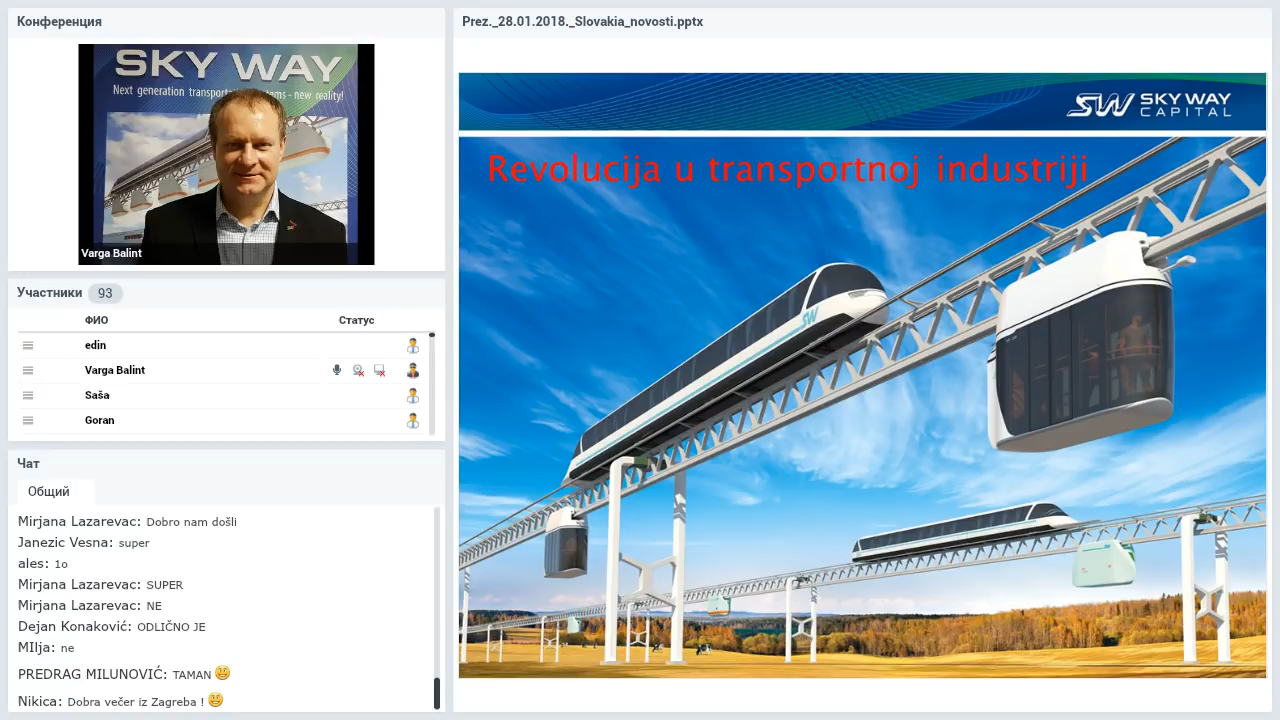 Конференция
SKY WAY
Next generation
new reality!
Varga Balint
Участники 93
ФИО Статус
edin
Varga Balint
Saša
Goran
Чат
Общий
Mirjana Lazarevac: Dobro nam došli
Janezic Vesna: super
ales: 1o
Mirjana Lazarevac: SUPER
Mirjana Lazarevac: NE
Dejan Konaković: ODLIČNO JE
MIlja: ne
PREDRAG MILUNOVIĆ: TAMAN
Nikica: Dobra večer iz Zagreba !
Prez._28.01.2018._Slovakia_novosti.pptx
SW SKY WAY
CAPITAL
Revolucija u transportnoj industriji
SW